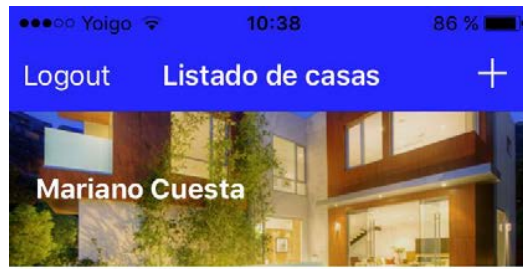 Yoigo 10:38 86 %
Logout Listado de casas +
Mariano Cuesta